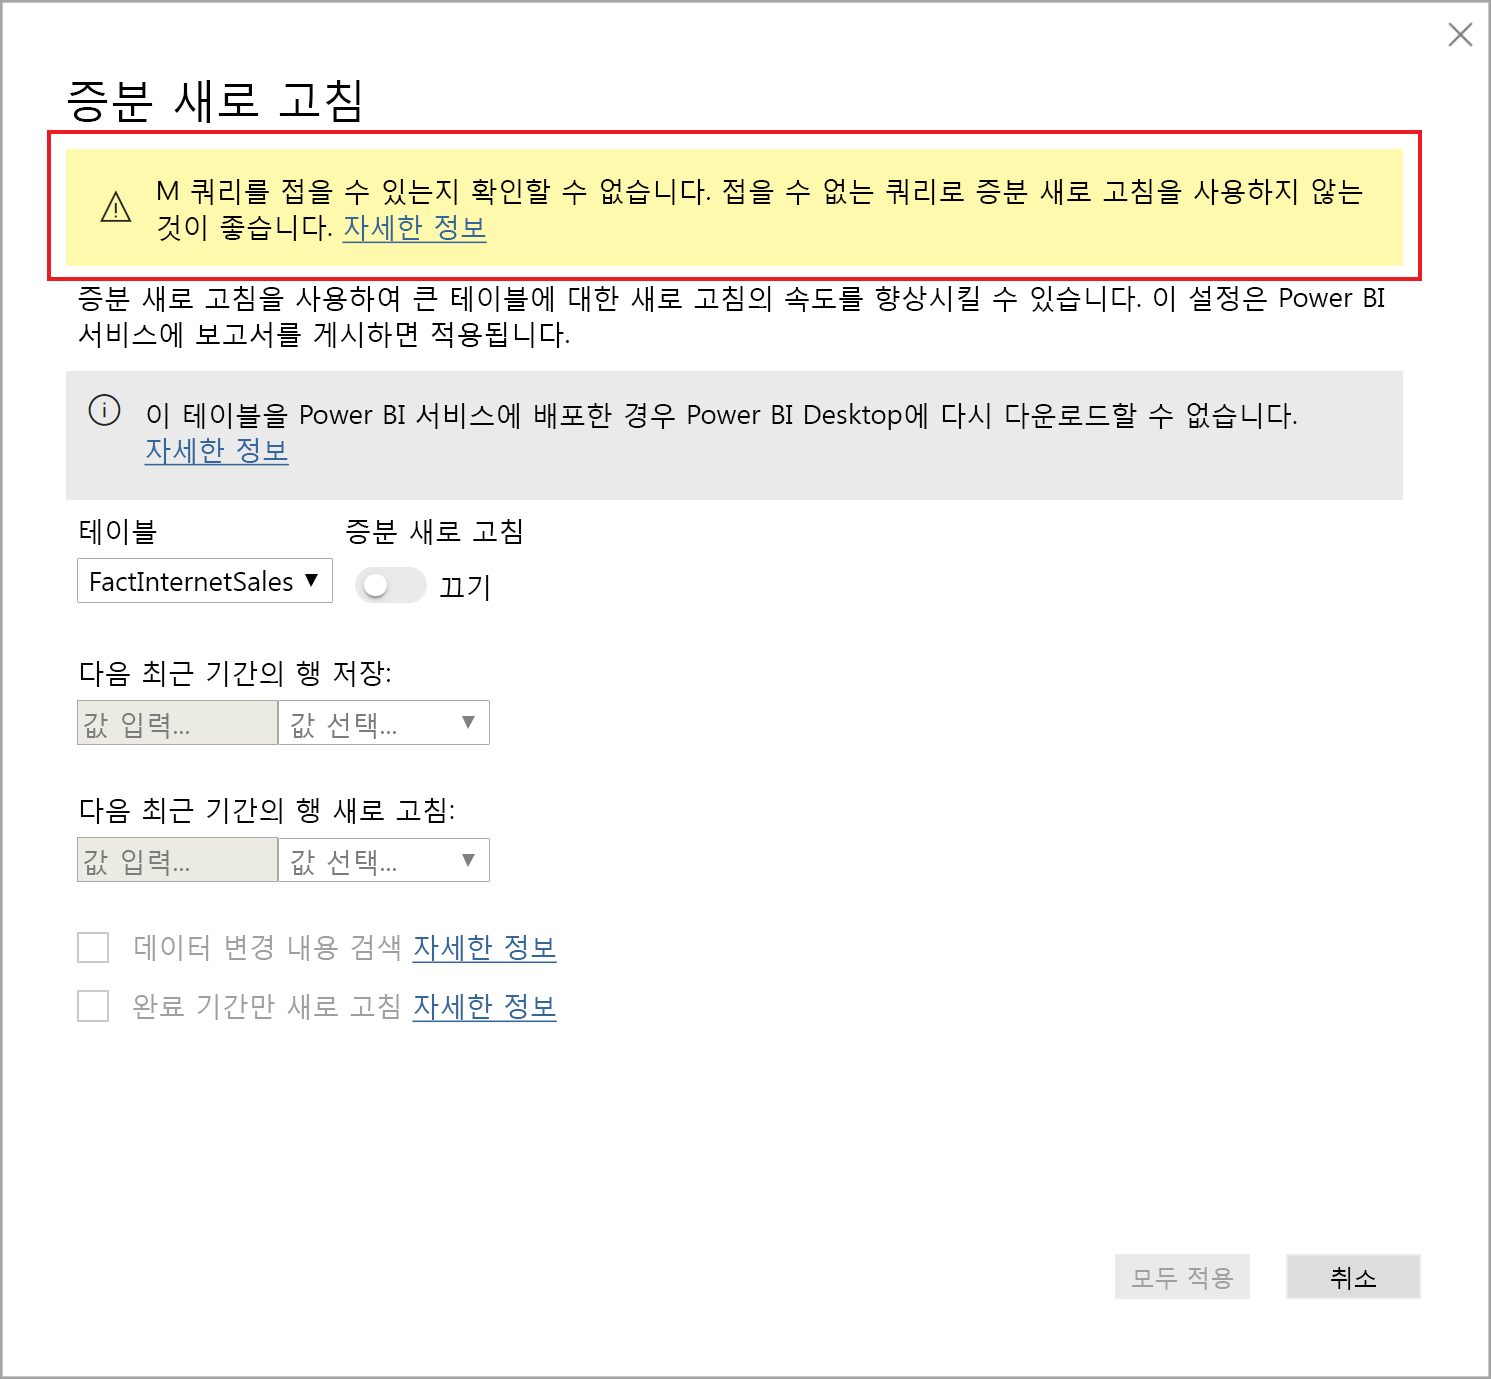 증분 새로 고침
M 쿼리를 접을 수 있는지 확인할 수 없습니다. 접을 수 없는 쿼리로 증분 새로 고침을 사용하지 않는
것이 좋습니다. 자세한 정보
증분 새로 고침을 사용하여 큰 테이블에 대한 새로 고침의 속도를 향상시킬 수 있습니다. 이 설정은 Power BI
서비스에 보고서를 게시하면 적용됩니다.
이 테이블을 Power BI 서비스에 배포한 경우 Power BI Desktop에 다시 다운로드할 수 없습니다.
자세한 정보
테이블 증분 새로 고침
FactInternetSales 끄기
다음 최근 기간의 행 저장:
값 입력... 값 선택...
다음 최근 기간의 행 새로 고침:
값 입력... 값 선택...
데이터 변경 내용 검색 자세한 정보
완료 기간만 새로 고침 자세한 정보
모두 적용 취소